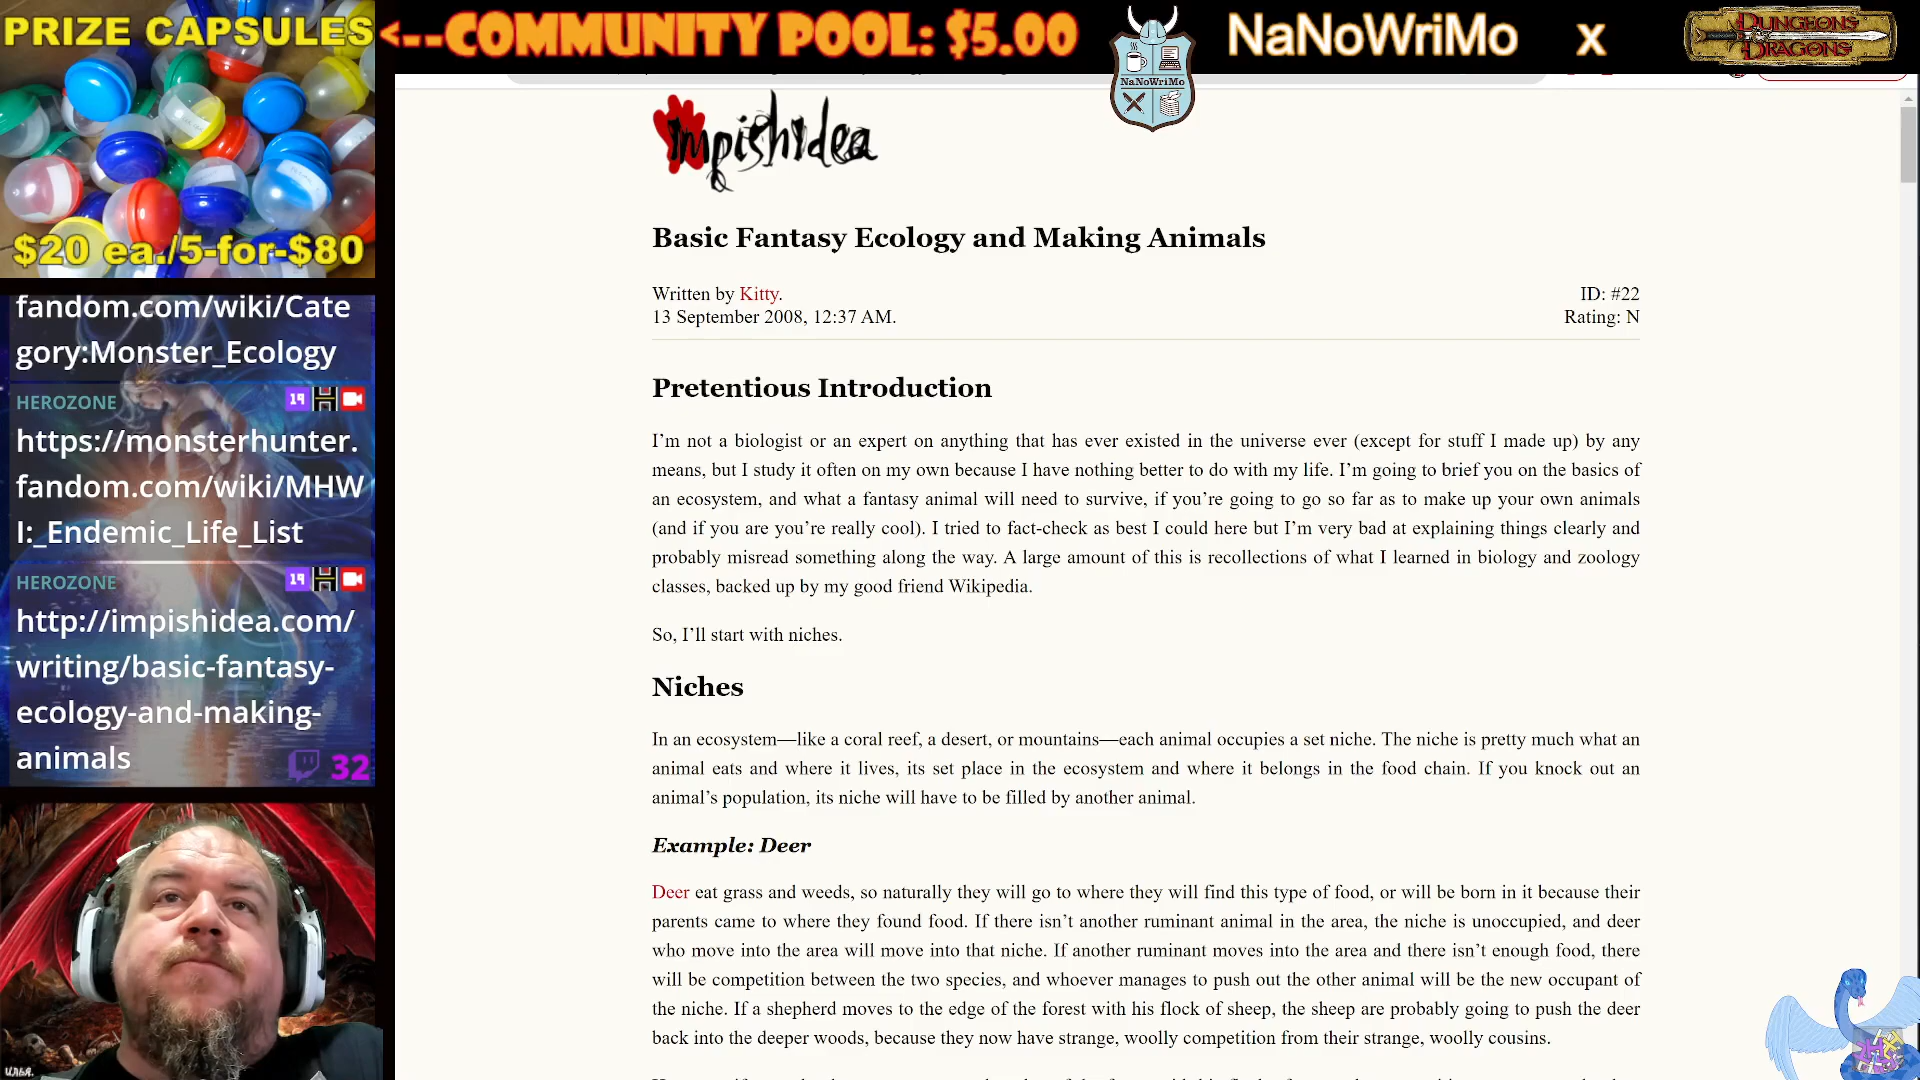 PRIZE CAPSULES
$20 ea./5-for-$80
<--COMMUNITY POOL: $5.00
NaNoWriMo
NaNoWriMo x
DUNGEONS & DRAGONS
fandom.com/wiki/Cate
gory:Monster_Ecology
HEROZONE
19
https://monsterhunter.
fandom.com/wiki/MHW
I:_Endemic_Life_List
HEROZONE
19
http://impishidea.com/
writing/basic-fantasy-
ecology-and-making-
animals
32
impishidea
Basic Fantasy Ecology and Making Animals
Written by Kitty.
ID: #22
13 September 2008, 12:37 AM.
Rating: N
Pretentious Introduction
I’m not a biologist or an expert on anything that has ever existed in the universe ever (except for stuff I made up) by any
means, but I study it often on my own because I have nothing better to do with my life. I’m going to brief you on the basics of
an ecosystem, and what a fantasy animal will need to survive, if you’re going to go so far as to make up your own animals
(and if you are you’re really cool). I tried to fact-check as best I could here but I’m very bad at explaining things clearly and
probably misread something along the way. A large amount of this is recollections of what I learned in biology and zoology
classes, backed up by my good friend Wikipedia.
So, I’ll start with niches.
Niches
In an ecosystem—like a coral reef, a desert, or mountains—each animal occupies a set niche. The niche is pretty much what an
animal eats and where it lives, its set place in the ecosystem and where it belongs in the food chain. If you knock out an
animal’s population, its niche will have to be filled by another animal.
Example: Deer
Deer eat grass and weeds, so naturally they will go to where they will find this type of food, or will be born in it because their
parents came to where they found food. If there isn’t another ruminant animal in the area, the niche is unoccupied, and deer
who move into the area will move into that niche. If another ruminant moves into the area and there isn’t enough food, there
will be competition between the two species, and whoever manages to push out the other animal will be the new occupant of
the niche. If a shepherd moves to the edge of the forest with his flock of sheep, the sheep are probably going to push the deer
back into the deeper woods, because they now have strange, woolly competition from their strange, woolly cousins.